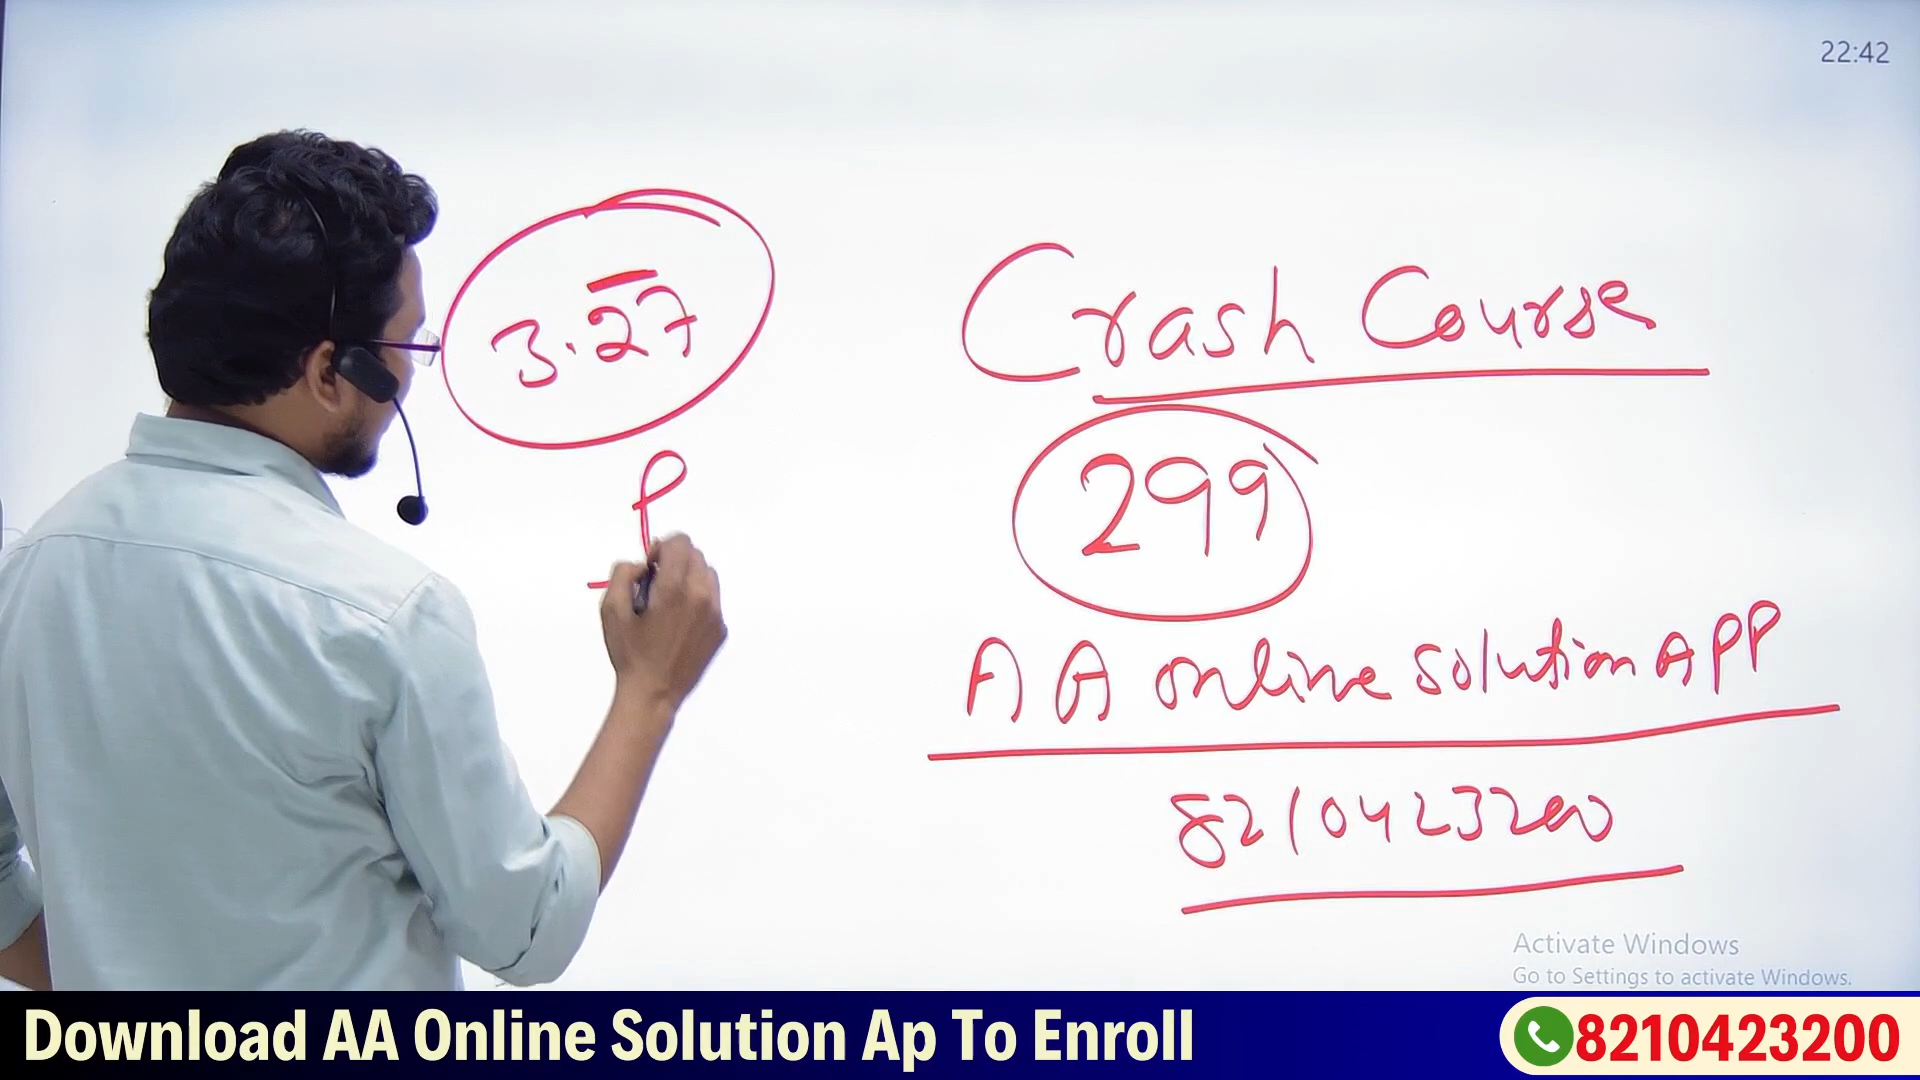 22:42
3.27
Crash Course
P
299
AA online solution APP
8210423200
Activate Windows
Go to Settings to activate Windows.
Download AA Online Solution Ap To Enroll
8210423200